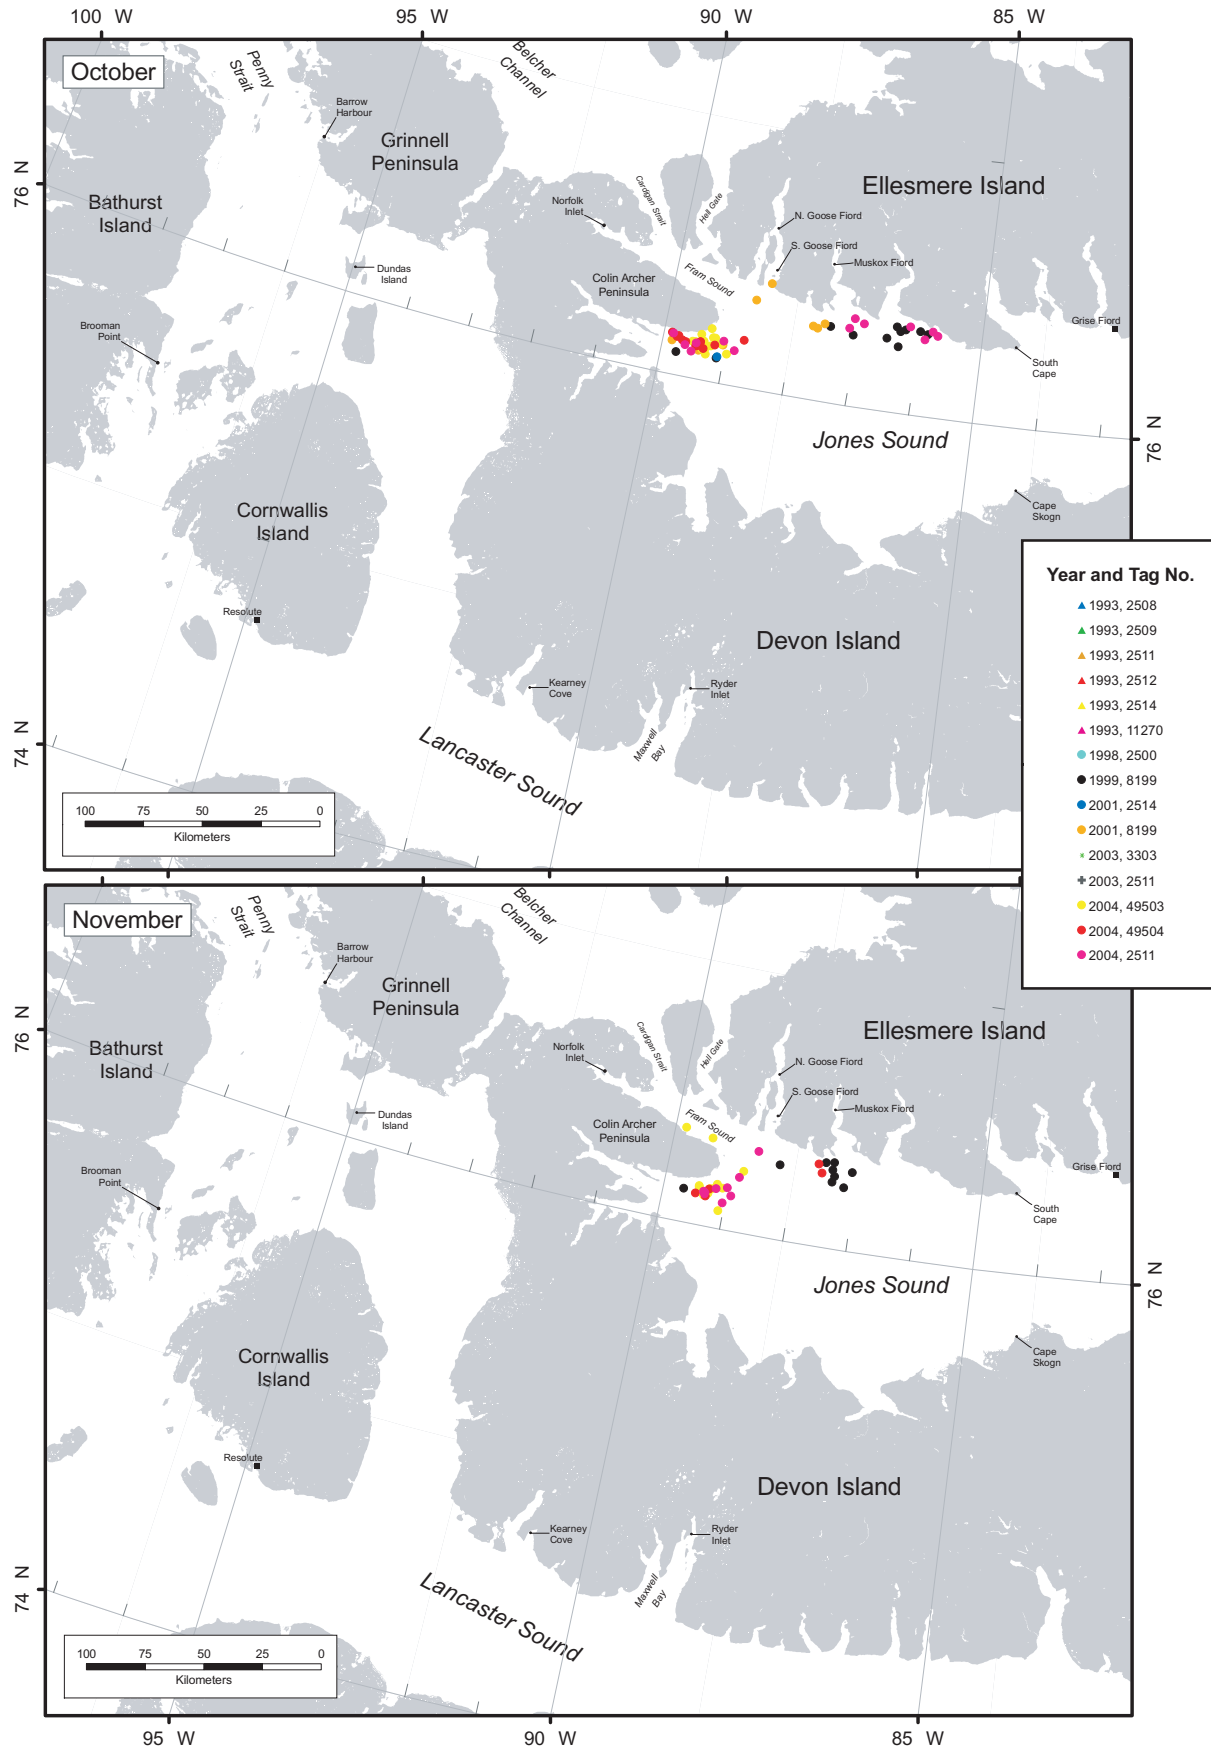 100 W
95 W
90 W
85 W
October
Penny
Strait
Belcher
Channel
Barrow
Harbour
Grinnell
Peninsula
76 N
Bathurst
Island
Ellesmere Island
Cardigan Strait
Hell Gate
Norfolk
Inlet
N. Goose Fiord
S. Goose Fiord
Muskox Fiord
Dundas
Island
Colin Archer
Peninsula
Fram Sound
Brooman
Point
Grise Fiord
South
Cape
Jones Sound
76 N
Cornwallis
Island
Cape
Skogn
Resolute
Devon Island
Kearney
Cove
Ryder
Inlet
Maxwell
Bay
74 N
Lancaster Sound
100 75 50 25 0
Kilometers
Year and Tag No.
1993, 2508
1993, 2509
1993, 2511
1993, 2512
1993, 2514
1993, 11270
1998, 2500
1999, 8199
2001, 2514
2001, 8199
2003, 3303
2003, 2511
2004, 49503
2004, 49504
2004, 2511
November
Penny
Strait
Belcher
Channel
Barrow
Harbour
Grinnell
Peninsula
76 N
Bathurst
Island
Ellesmere Island
Cardigan Strait
Hell Gate
Norfolk
Inlet
N. Goose Fiord
S. Goose Fiord
Muskox Fiord
Dundas
Island
Colin Archer
Peninsula
Fram Sound
Brooman
Point
Grise Fiord
South
Cape
Jones Sound
76 N
Cornwallis
Island
Cape
Skogn
Resolute
Devon Island
Kearney
Cove
Ryder
Inlet
Maxwell
Bay
74 N
Lancaster Sound
100 75 50 25 0
Kilometers
95 W
90 W
85 W